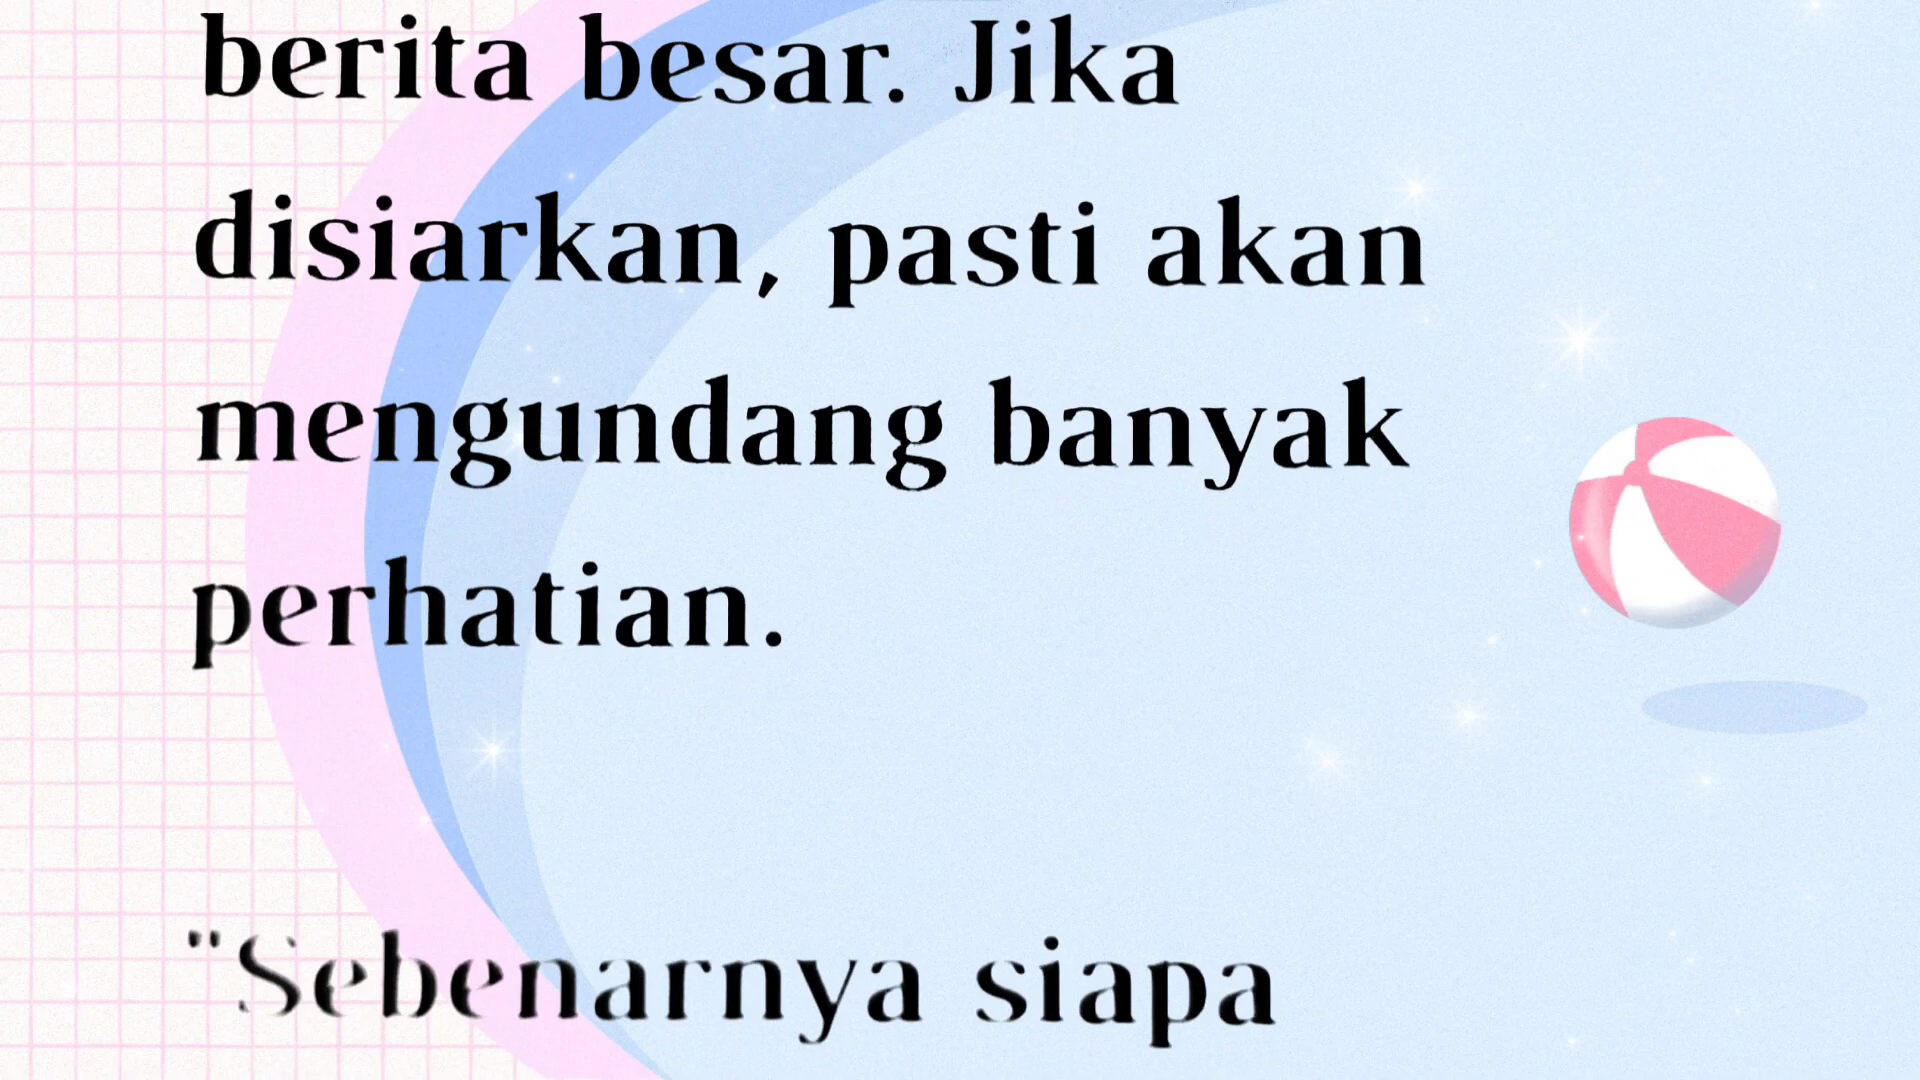 berita besar. Jika
disiarkan, pasti akan
mengundang banyak
perhatian.
"Sebenarnya siapa